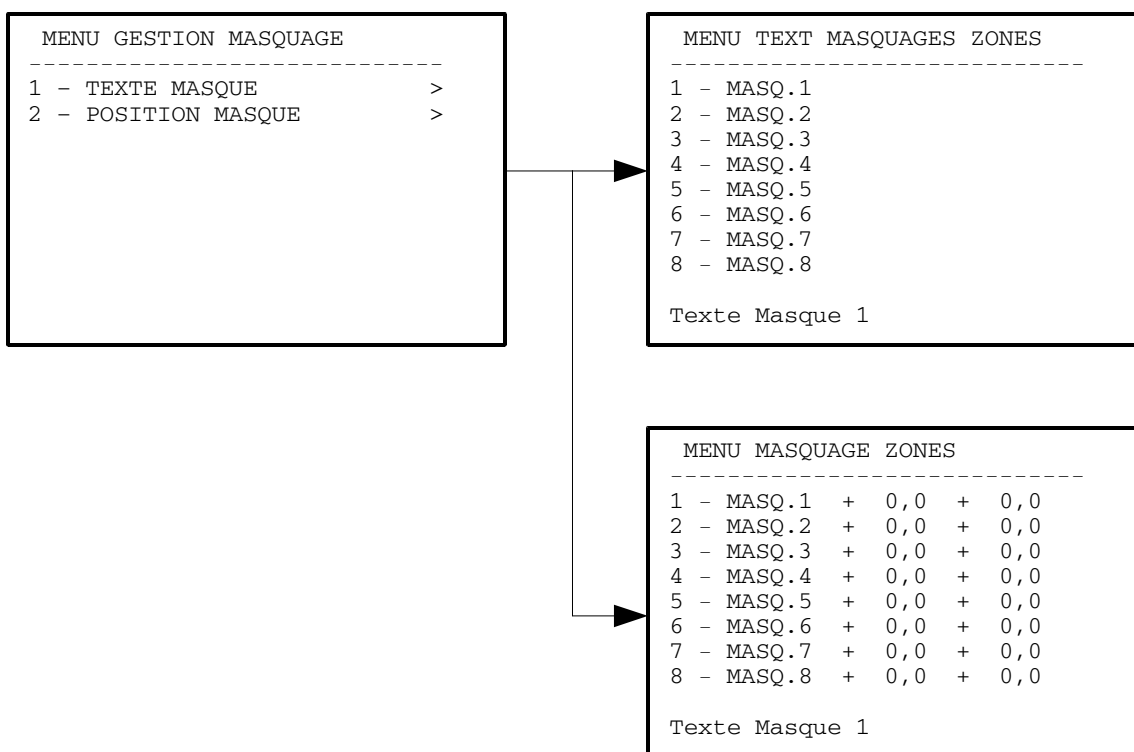 MENU GESTION MASQUAGE
-----------------------------
1 - TEXTE MASQUE >
2 - POSITION MASQUE >
MENU TEXT MASQUAGES ZONES
-----------------------------
1 - MASQ.1
2 - MASQ.2
3 - MASQ.3
4 - MASQ.4
5 - MASQ.5
6 - MASQ.6
7 - MASQ.7
8 - MASQ.8
Texte Masque 1
MENU MASQUAGE ZONES
-----------------------------
1 - MASQ.1 + 0,0 + 0,0
2 - MASQ.2 + 0,0 + 0,0
3 - MASQ.3 + 0,0 + 0,0
4 - MASQ.4 + 0,0 + 0,0
5 - MASQ.5 + 0,0 + 0,0
6 - MASQ.6 + 0,0 + 0,0
7 - MASQ.7 + 0,0 + 0,0
8 - MASQ.8 + 0,0 + 0,0
Texte Masque 1